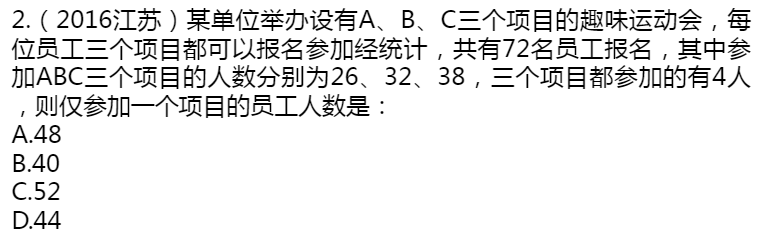 2.（2016江苏）某单位举办设有A、B、C三个项目的趣味运动会，每
位员工三个项目都可以报名参加经统计，共有72名员工报名，其中参
加ABC三个项目的人数分别为26、32、38，三个项目都参加的有4人
，则仅参加一个项目的员工人数是：
A.48
B.40
C.52
D.44